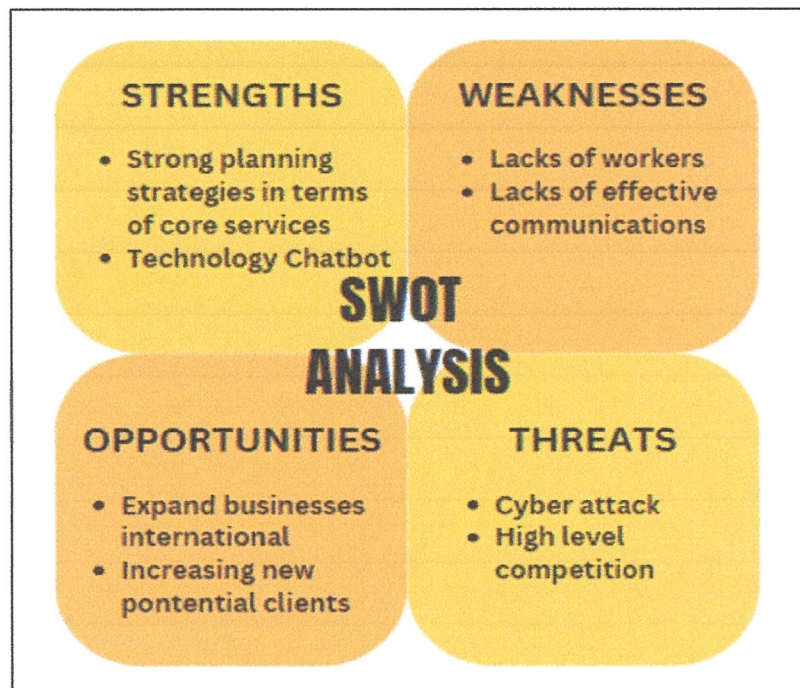 STRENGTHS
• Strong planning
strategies in terms
of core services
• Technology Chatbot
WEAKNESSES
• Lacks of workers
• Lacks of effective
communications
SWOT
ANALYSIS
OPPORTUNITIES
• Expand businesses
international
• Increasing new
pontential clients
THREATS
• Cyber attack
• High level
competition